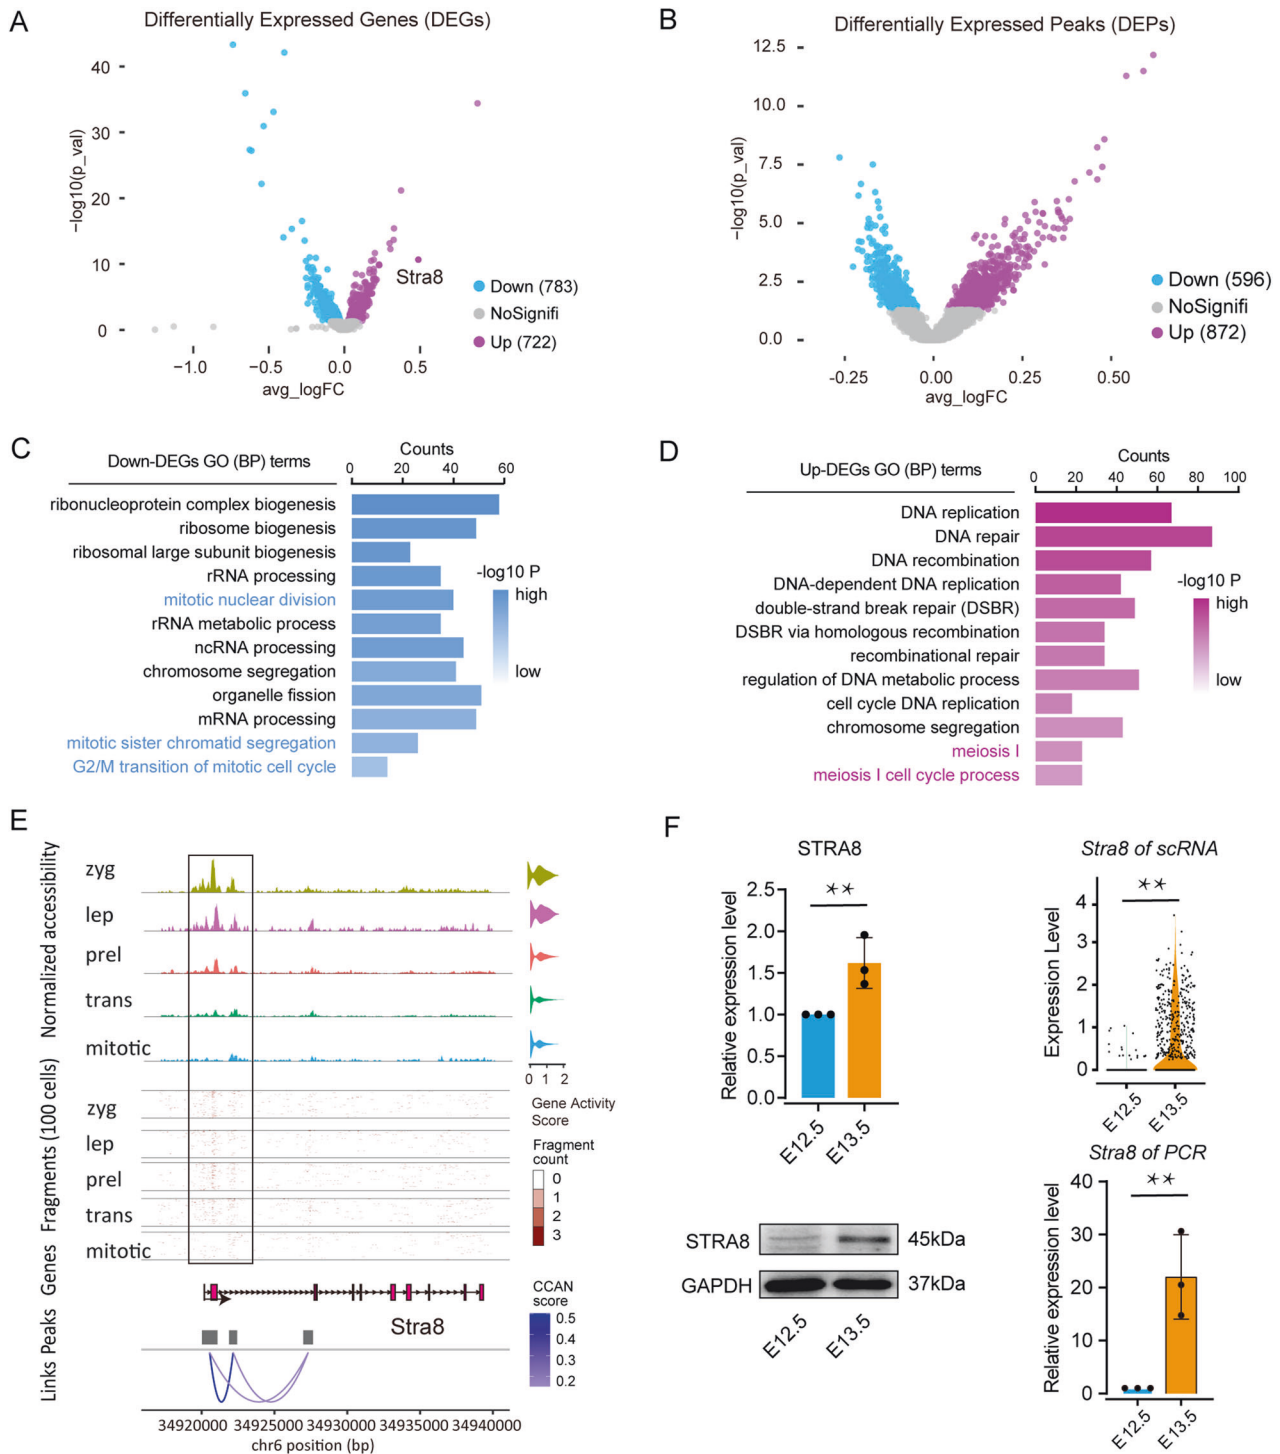 A
Differentially Expressed Genes (DEGs)
−log10(p_val)
40
30
20
10
0
Stra8
Down (783)
NoSignifi
Up (722)
−1.0
−0.5
0.0
0.5
avg_logFC
B
Differentially Expressed Peaks (DEPs)
−log10(p_val)
12.5
10.0
7.5
5.0
2.5
0.0
Down (596)
NoSignifi
Up (872)
-0.25
0.00
0.25
0.50
avg_logFC
C
Down-DEGs GO (BP) terms
Counts
0 20 40 60
ribonucleoprotein complex biogenesis
ribosome biogenesis
ribosomal large subunit biogenesis
rRNA processing
mitotic nuclear division
rRNA metabolic process
ncRNA processing
chromosome segregation
organelle fission
mRNA processing
mitotic sister chromatid segregation
G2/M transition of mitotic cell cycle
-log10 P
high
low
D
Up-DEGs GO (BP) terms
Counts
0 20 40 60 80 100
DNA replication
DNA repair
DNA recombination
DNA-dependent DNA replication
double-strand break repair (DSBR)
DSBR via homologous recombination
recombinational repair
regulation of DNA metabolic process
cell cycle DNA replication
chromosome segregation
meiosis I
meiosis I cell cycle process
-log10 P
high
low
E
Normalized accessibility
zyg
lep
prel
trans
mitotic
0 1 2
Gene Activity
Score
Fragments (100 cells)
zyg
lep
prel
trans
mitotic
Fragment
count
0
1
2
3
Genes
Stra8
Peaks
Links
CCAN
score
0.5
0.4
0.3
0.2
34920000 34925000 34930000 34935000 34940000
chr6 position (bp)
F
STRA8
Relative expression level
2.5
2.0
1.5
1.0
0.5
0.0
**
E12.5
E13.5
Stra8 of scRNA
Expression Level
4
3
2
1
0
**
E12.5
E13.5
STRA8
45kDa
GAPDH
37kDa
E12.5
E13.5
Stra8 of PCR
Relative expression level
40
30
20
10
0
**
E12.5
E13.5